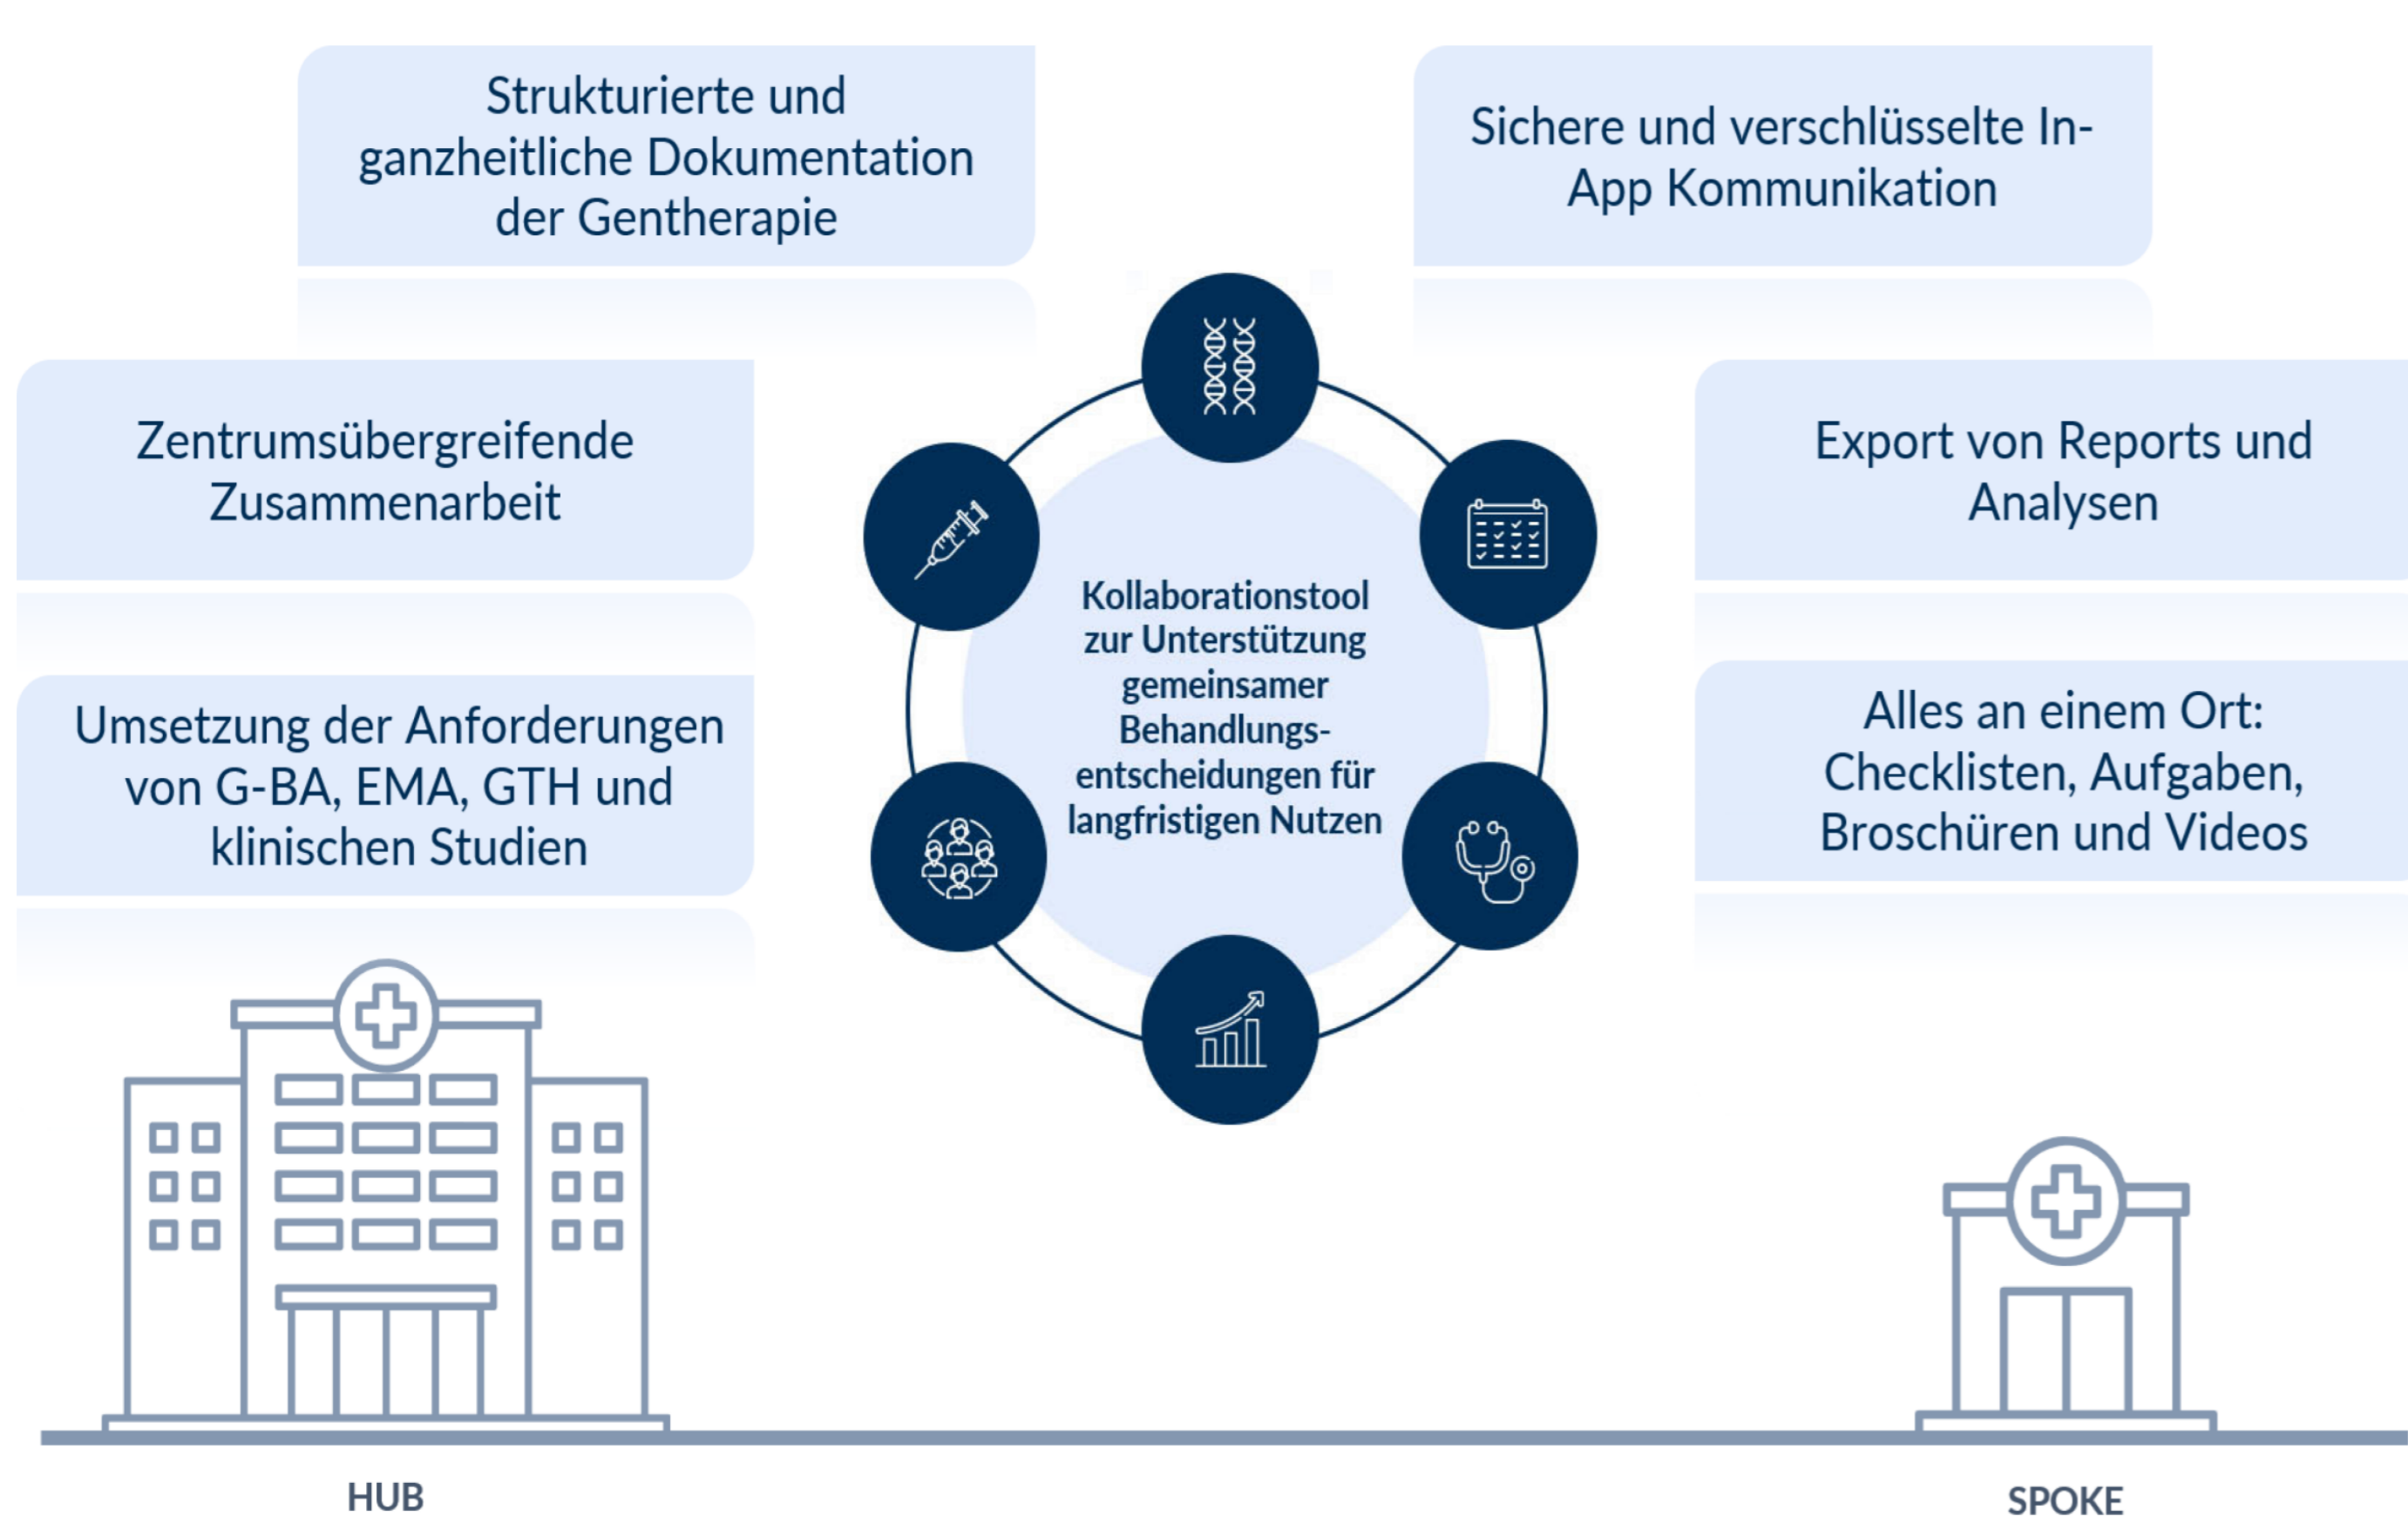 Strukturierte und
ganzheitliche Dokumentation
der Gentherapie
Sichere und verschlüsselte In-
App Kommunikation
Zentrumsübergreifende
Zusammenarbeit
Export von Reports und
Analysen
Kollaborationstool
zur Unterstützung
gemeinsamer
Behandlungs-
entscheidungen für
langfristigen Nutzen
Umsetzung der Anforderungen
von G-BA, EMA, GTH und
klinischen Studien
Alles an einem Ort:
Checklisten, Aufgaben,
Broschüren und Videos
HUB
SPOKE